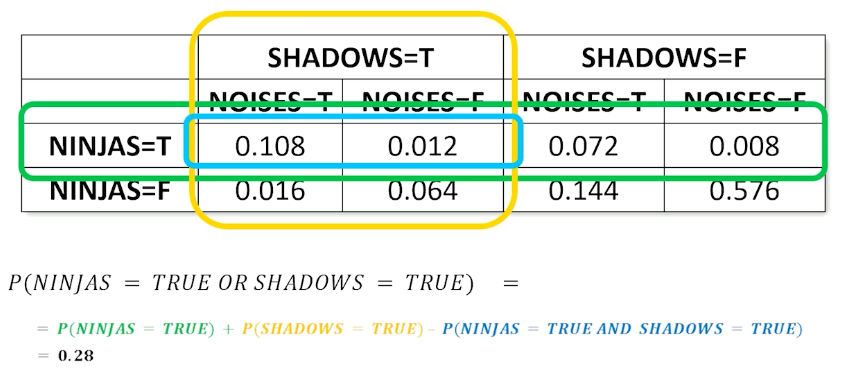 SHADOWS=T SHADOWS=F
NOISES=T NOISES=F NOISES=T NOISES=F
NINJAS=T 0.108 0.012 0.072 0.008
NINJAS=F 0.016 0.064 0.144 0.576
P(NINJAS = TRUE OR SHADOWS = TRUE) =
= P(NINJAS = TRUE) + P(SHADOWS = TRUE) – P(NINJAS = TRUE AND SHADOWS = TRUE)
= 0.28